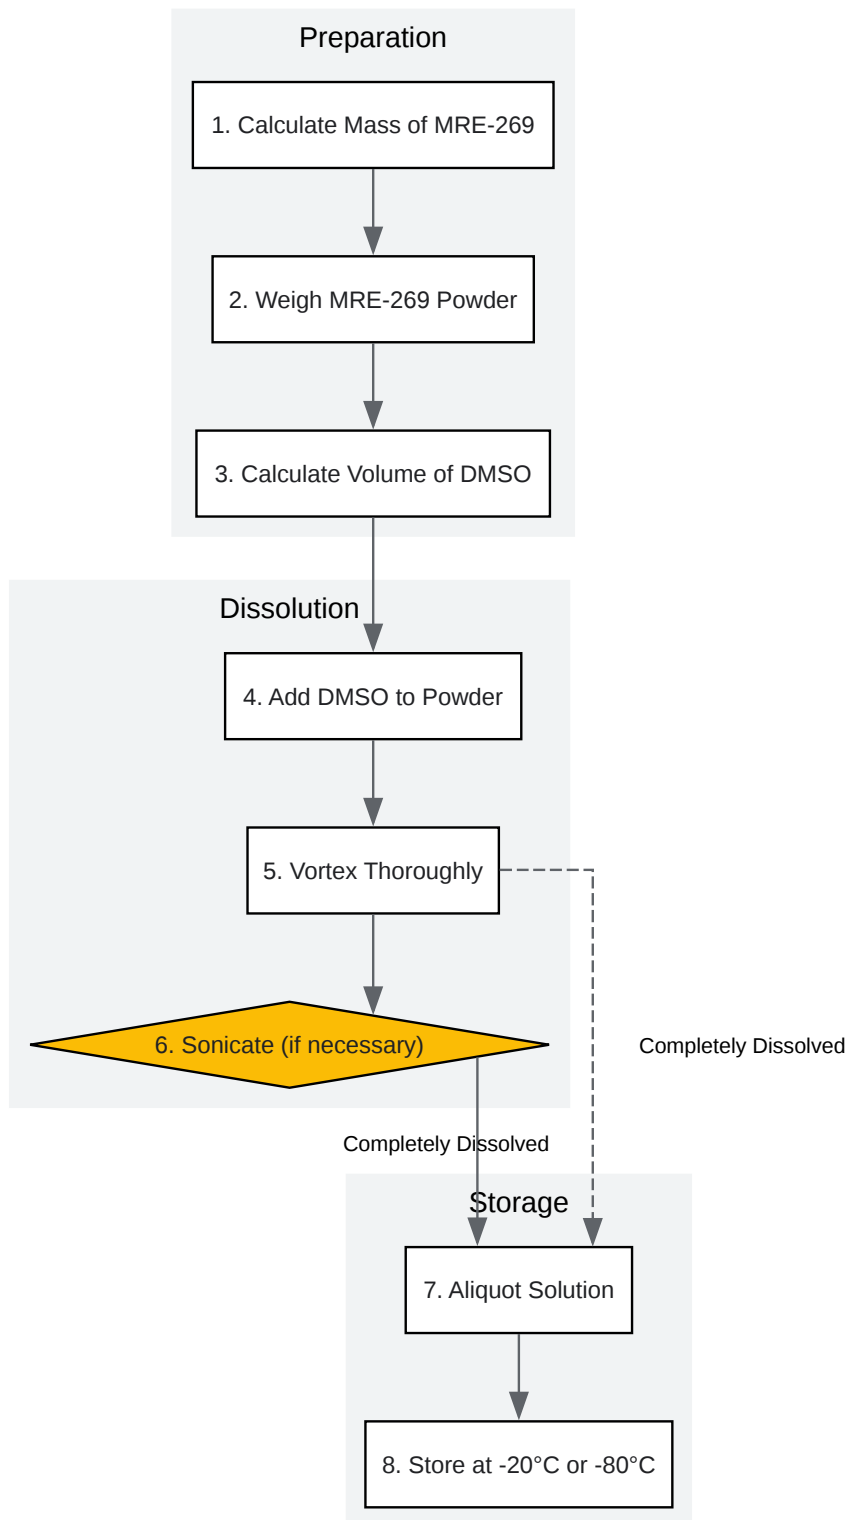 Preparation
1. Calculate Mass of MRE-269
2. Weigh MRE-269 Powder
3. Calculate Volume of DMSO
Dissolution
4. Add DMSO to Powder
5. Vortex Thoroughly
6. Sonicate (if necessary)
Completely Dissolved
Completely Dissolved
Storage
7. Aliquot Solution
8. Store at -20°C or -80°C